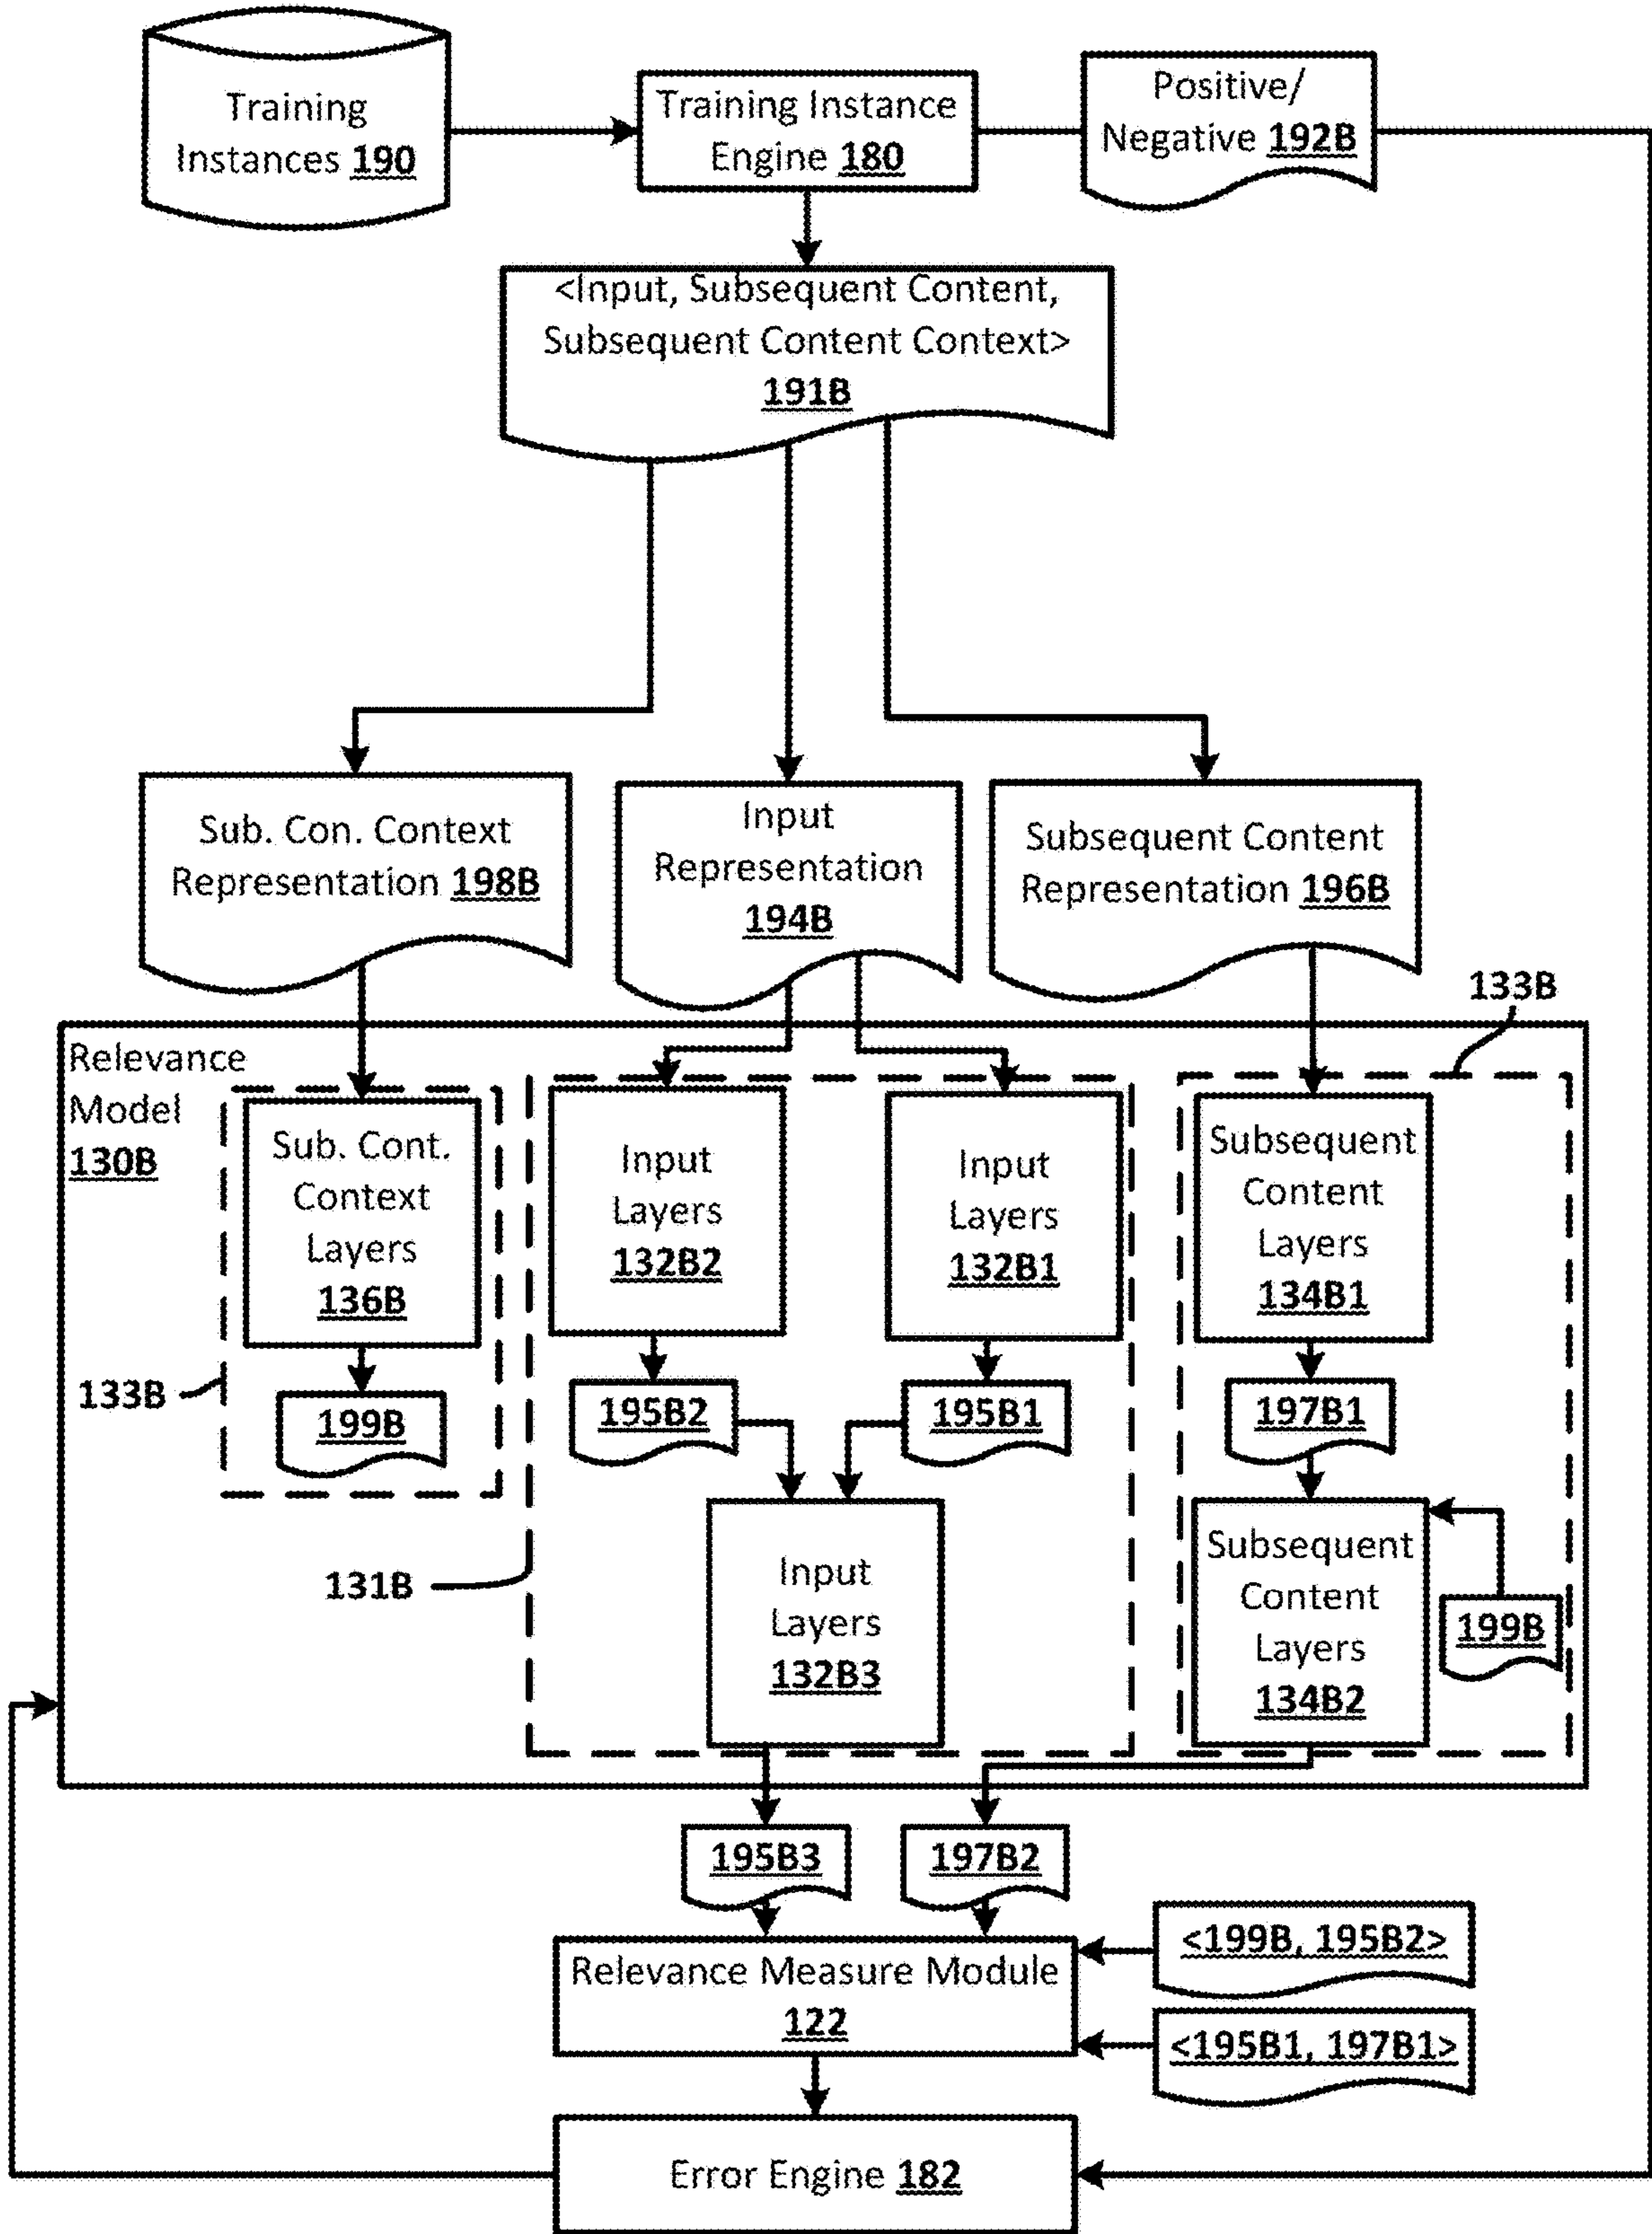 Training
Instances 190
Training Instance
Engine 180
Positive/
Negative 192B
<Input, Subsequent Content,
Subsequent Content Context>
191B
Sub. Con. Context
Representation 198B
Input
Representation
194B
Subsequent Content
Representation 196B
133B
Relevance
Model
130B
Sub. Cont.
Context
Layers
136B
Input
Layers
132B2
Input
Layers
132B1
Subsequent
Content
Layers
134B1
133B
199B
195B2
195B1
197B1
131B
Input
Layers
132B3
Subsequent
Content
Layers
134B2
199B
195B3
197B2
Relevance Measure Module
122
<199B, 195B2>
<195B1, 197B1>
Error Engine 182